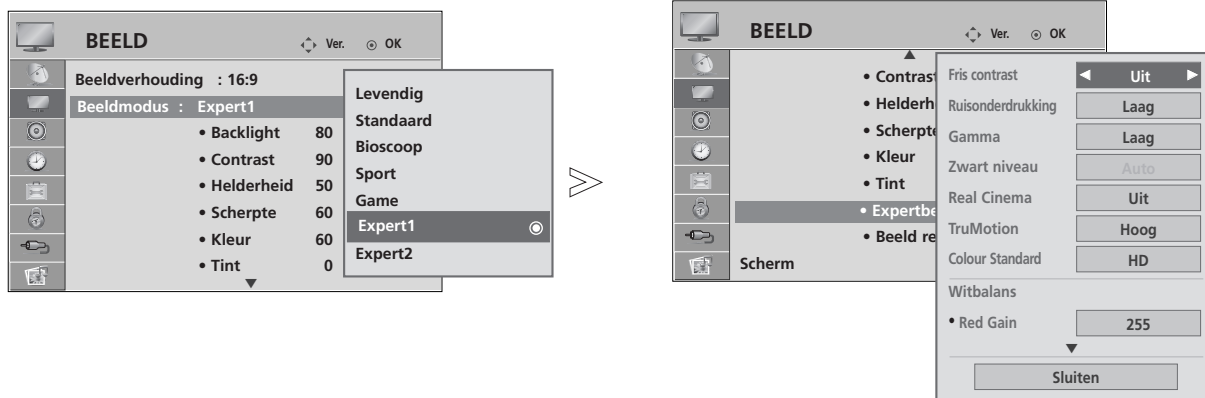 BEELD
Ver. OK
Beeldverhouding : 16:9
Beeldmodus : Expert1
• Backlight 80
• Contrast 90
• Helderheid 50
• Scherpte 60
• Kleur 60
• Tint 0
Levendig
Standaard
Bioscoop
Sport
Game
Expert1
Expert2
BEELD
Ver. OK
• Contrast
• Helderh
• Scherpte
• Kleur
• Tint
• Expertbe
• Beeld re
Scherm
Fris contrast Uit
Ruisonderdrukking Laag
Gamma Laag
Zwart niveau Auto
Real Cinema Uit
TruMotion Hoog
Colour Standard HD
Witbalans
• Red Gain 255
Sluiten